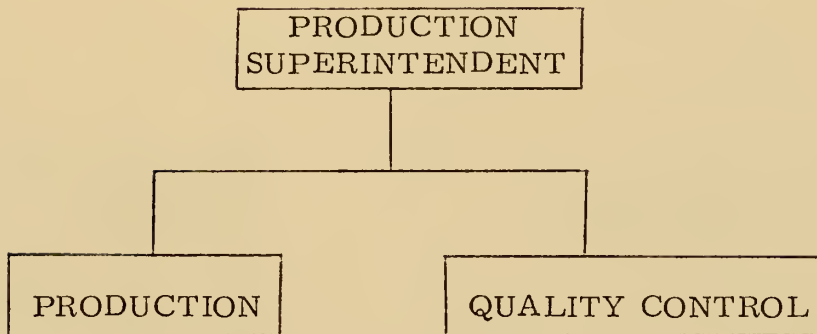 PRODUCTION
SUPERINTENDENT
PRODUCTION
QUALITY CONTROL